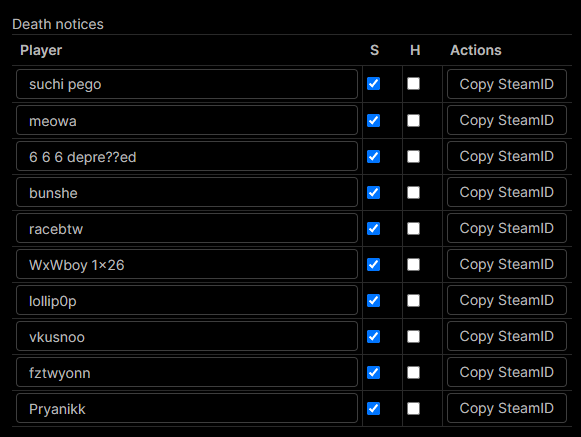 Death notices
Player S H Actions
suchi pego Copy SteamID
meowa Copy SteamID
6 6 6 depre??ed Copy SteamID
bunshe Copy SteamID
racebtw Copy SteamID
WxWboy 1×26 Copy SteamID
lollip0p Copy SteamID
vkusnoo Copy SteamID
fztwyonn Copy SteamID
Pryanikk Copy SteamID